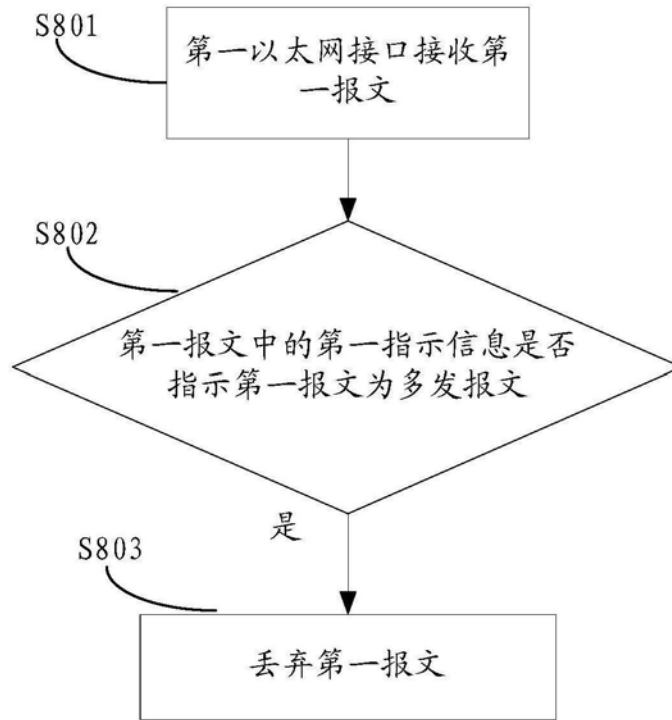 S801
第一以太网接口接收第
一报文
S802
第一报文中的第一指示信息是否
指示第一报文为多发报文
是
S803
丢弃第一报文